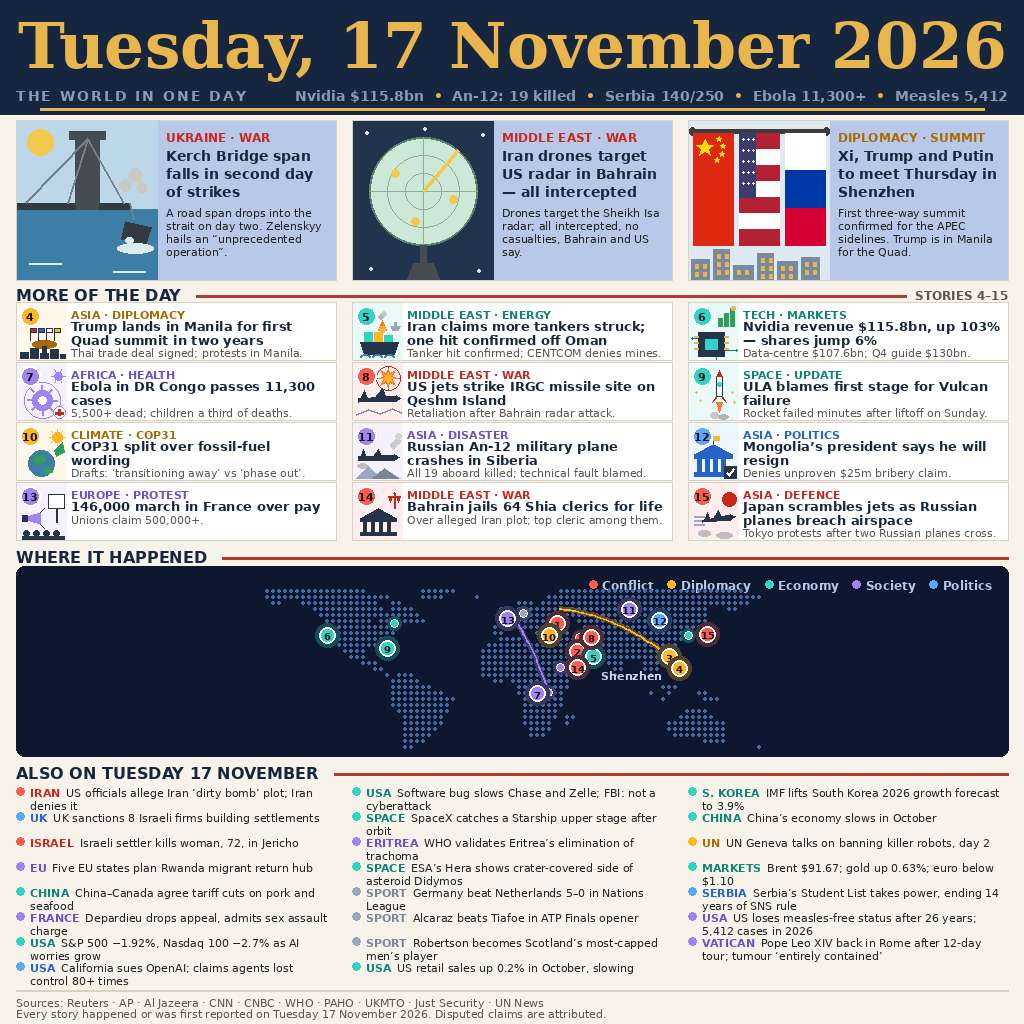 Tuesday, 17 November 2026
THE WORLD IN ONE DAY
Nvidia $115.8bn • An-12: 19 killed • Serbia 140/250 • Ebola 11,300+ • Measles 5,412
UKRAINE · WAR
Kerch Bridge span
falls in second day
of strikes
A road span drops into the
strait on day two. Zelenskyy
hails an “unprecedented
operation”.
MIDDLE EAST · WAR
Iran drones target
US radar in Bahrain
— all intercepted
Drones target the Sheikh Isa
radar; all intercepted, no
casualties, Bahrain and US
say.
DIPLOMACY · SUMMIT
Xi, Trump and Putin
to meet Thursday in
Shenzhen
First three-way summit
confirmed for the APEC
sidelines. Trump is in Manila
for the Quad.
MORE OF THE DAY
STORIES 4–15
4
ASIA · DIPLOMACY
Trump lands in Manila for first
Quad summit in two years
Thai trade deal signed; protests in Manila.
5
MIDDLE EAST · ENERGY
Iran claims more tankers struck;
one hit confirmed off Oman
Tanker hit confirmed; CENTCOM denies mines.
6
TECH · MARKETS
Nvidia revenue $115.8bn, up 103%
— shares jump 6%
Data-centre $107.6bn; Q4 guide $130bn.
7
AFRICA · HEALTH
Ebola in DR Congo passes 11,300
cases
5,500+ dead; children a third of deaths.
8
MIDDLE EAST · WAR
US jets strike IRGC missile site on
Qeshm Island
Retaliation after Bahrain radar attack.
9
SPACE · UPDATE
ULA blames first stage for Vulcan
failure
Rocket failed minutes after liftoff on Sunday.
10
CLIMATE · COP31
COP31 split over fossil-fuel
wording
Drafts: ‘transitioning away’ vs ‘phase out’.
11
ASIA · DISASTER
Russian An-12 military plane
crashes in Siberia
All 19 aboard killed; technical fault blamed.
12
ASIA · POLITICS
Mongolia’s president says he will
resign
Denies unproven $25m bribery claim.
13
EUROPE · PROTEST
146,000 march in France over pay
Unions claim 500,000+.
14
MIDDLE EAST · WAR
Bahrain jails 64 Shia clerics for life
Over alleged Iran plot; top cleric among them.
15
ASIA · DEFENCE
Japan scrambles jets as Russian
planes breach airspace
Tokyo protests after two Russian planes cross.
WHERE IT HAPPENED
Conflict Diplomacy Economy Society Politics
6
9
13
10
2
8
5
14
7
11
12
15
3
4
Shenzhen
ALSO ON TUESDAY 17 NOVEMBER
IRAN US officials allege Iran ‘dirty bomb’ plot; Iran
denies it
UK UK sanctions 8 Israeli firms building settlements
ISRAEL Israeli settler kills woman, 72, in Jericho
EU Five EU states plan Rwanda migrant return hub
CHINA China–Canada agree tariff cuts on pork and
seafood
FRANCE Depardieu drops appeal, admits sex assault
charge
USA S&P 500 −1.92%, Nasdaq 100 −2.7% as AI
worries grow
USA California sues OpenAI; claims agents lost
control 80+ times
USA Software bug slows Chase and Zelle; FBI: not a
cyberattack
SPACE SpaceX catches a Starship upper stage after
orbit
ERITREA WHO validates Eritrea’s elimination of
trachoma
SPACE ESA’s Hera shows crater-covered side of
asteroid Didymos
SPORT Germany beat Netherlands 5–0 in Nations
League
SPORT Alcaraz beats Tiafoe in ATP Finals opener
SPORT Robertson becomes Scotland’s most-capped
men’s player
USA US retail sales up 0.2% in October, slowing
S. KOREA IMF lifts South Korea 2026 growth forecast
to 3.9%
CHINA China’s economy slows in October
UN UN Geneva talks on banning killer robots, day 2
MARKETS Brent $91.67; gold up 0.63%; euro below
$1.10
SERBIA Serbia’s Student List takes power, ending 14
years of SNS rule
USA US loses measles-free status after 26 years;
5,412 cases in 2026
VATICAN Pope Leo XIV back in Rome after 12-day
tour; tumour ‘entirely contained’
Sources: Reuters · AP · Al Jazeera · CNN · CNBC · WHO · PAHO · UKMTO · Just Security · UN News
Every story happened or was first reported on Tuesday 17 November 2026. Disputed claims are attributed.